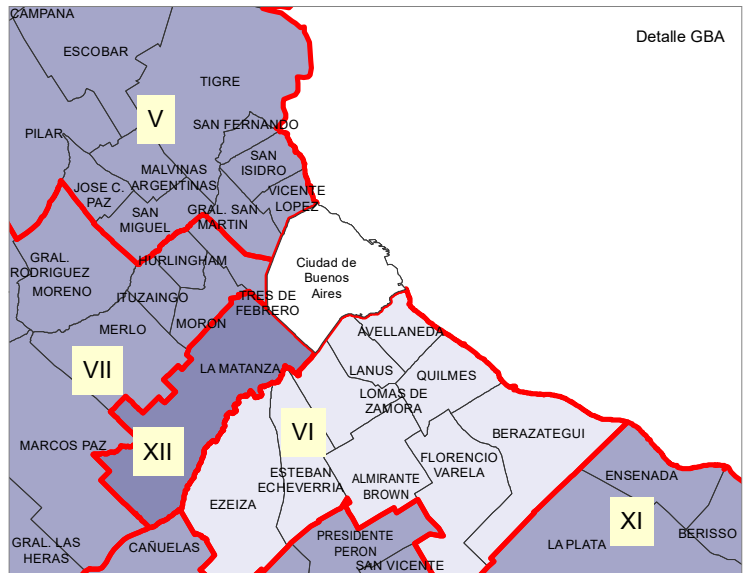 CAMPANA
Detalle GBA
ESCOBAR
TIGRE
V
SAN FERNANDO
PILAR
SAN
ISIDRO
MALVINAS
ARGENTINAS
JOSE C.
PAZ
VICENTE
LOPEZ
SAN
MIGUEL
GRAL. SAN
MARTIN
GRAL.
RODRIGUEZ
HURLINGHAM
Ciudad de
Buenos
Aires
MORENO
ITUZAINGO
TRES DE
FEBRERO
MORON
MERLO
AVELLANEDA
VII
LA MATANZA
LANUS
QUILMES
LOMAS DE
ZAMORA
VI
BERAZATEGUI
MARCOS PAZ
XII
FLORENCIO
VARELA
ESTEBAN
ECHEVERRIA
ALMIRANTE
BROWN
ENSENADA
EZEIZA
XI
BERISSO
PRESIDENTE
PERON
LA PLATA
GRAL. LAS
HERAS
CAÑUELAS
SAN VICENTE